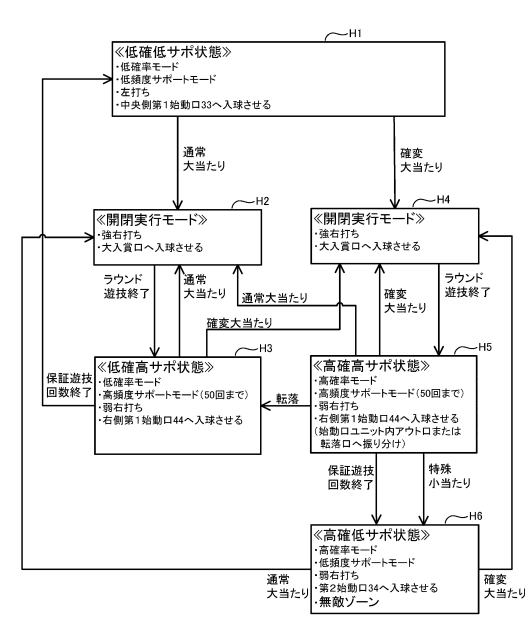 H1
≪低確低サポ状態≫
・低確率モード
・低頻度サポートモード
・左打ち
・中央側第1始動口33へ入球させる
通常
大当たり
確変
大当たり
H2
≪開閉実行モード≫
・強右打ち
・大入賞口へ入球させる
H4
≪開閉実行モード≫
・強右打ち
・大入賞口へ入球させる
ラウンド
遊技終了
通常
大当たり
通常大当たり
確変
大当たり
ラウンド
遊技終了
確変大当たり
保証遊技
回数終了
H3
≪低確高サポ状態≫
・低確率モード
・高頻度サポートモード(50回まで)
・弱右打ち
・右側第1始動口44へ入球させる
転落
H5
≪高確高サポ状態≫
・高確率モード
・高頻度サポートモード(50回まで)
・弱右打ち
・右側第1始動口44へ入球させる
(始動口ユニット内アウト口または
転落口へ振り分け)
保証遊技
回数終了
特殊
小当たり
H6
≪高確低サポ状態≫
・高確率モード
・低頻度サポートモード
・弱右打ち
・第2始動口34へ入球させる
・無敵ゾーン
通常
大当たり
確変
大当たり